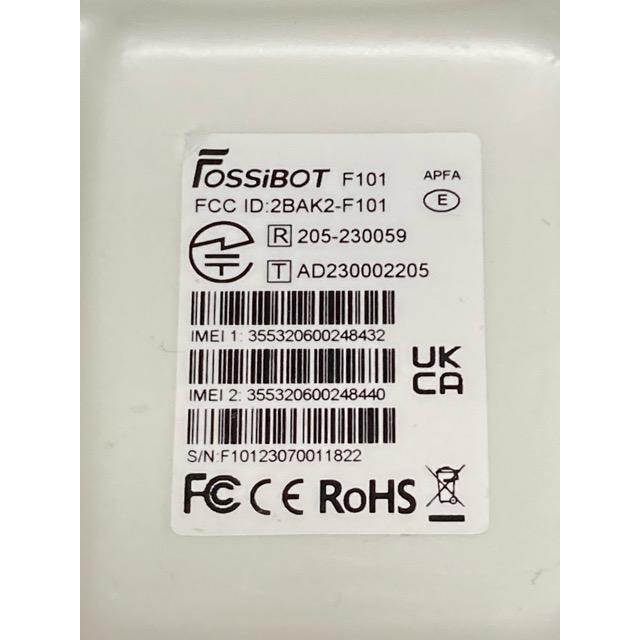 FOSSiBOT F101
APFA
E
FCC ID:2BAK2-F101
R 205-230059
T AD230002205
IMEI 1: 355320600248432
IMEI 2: 355320600248440
UK
CA
S/N:F10123070011822
FC CE RoHS